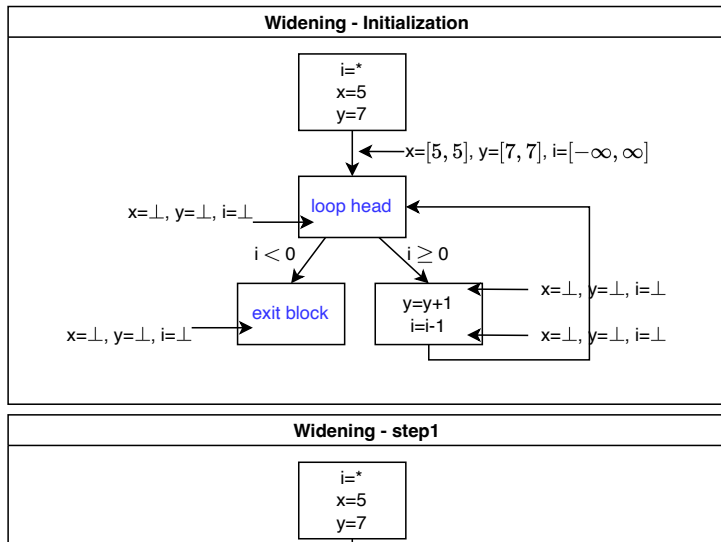 Widening - Initialization
i=*
x=5
y=7
x=[5, 5], y=[7, 7], i=[−∞, ∞]
loop head
x=⊥, y=⊥, i=⊥
i < 0
i ≥ 0
exit block
y=y+1
i=i-1
x=⊥, y=⊥, i=⊥
x=⊥, y=⊥, i=⊥
x=⊥, y=⊥, i=⊥
Widening - step1
i=*
x=5
y=7